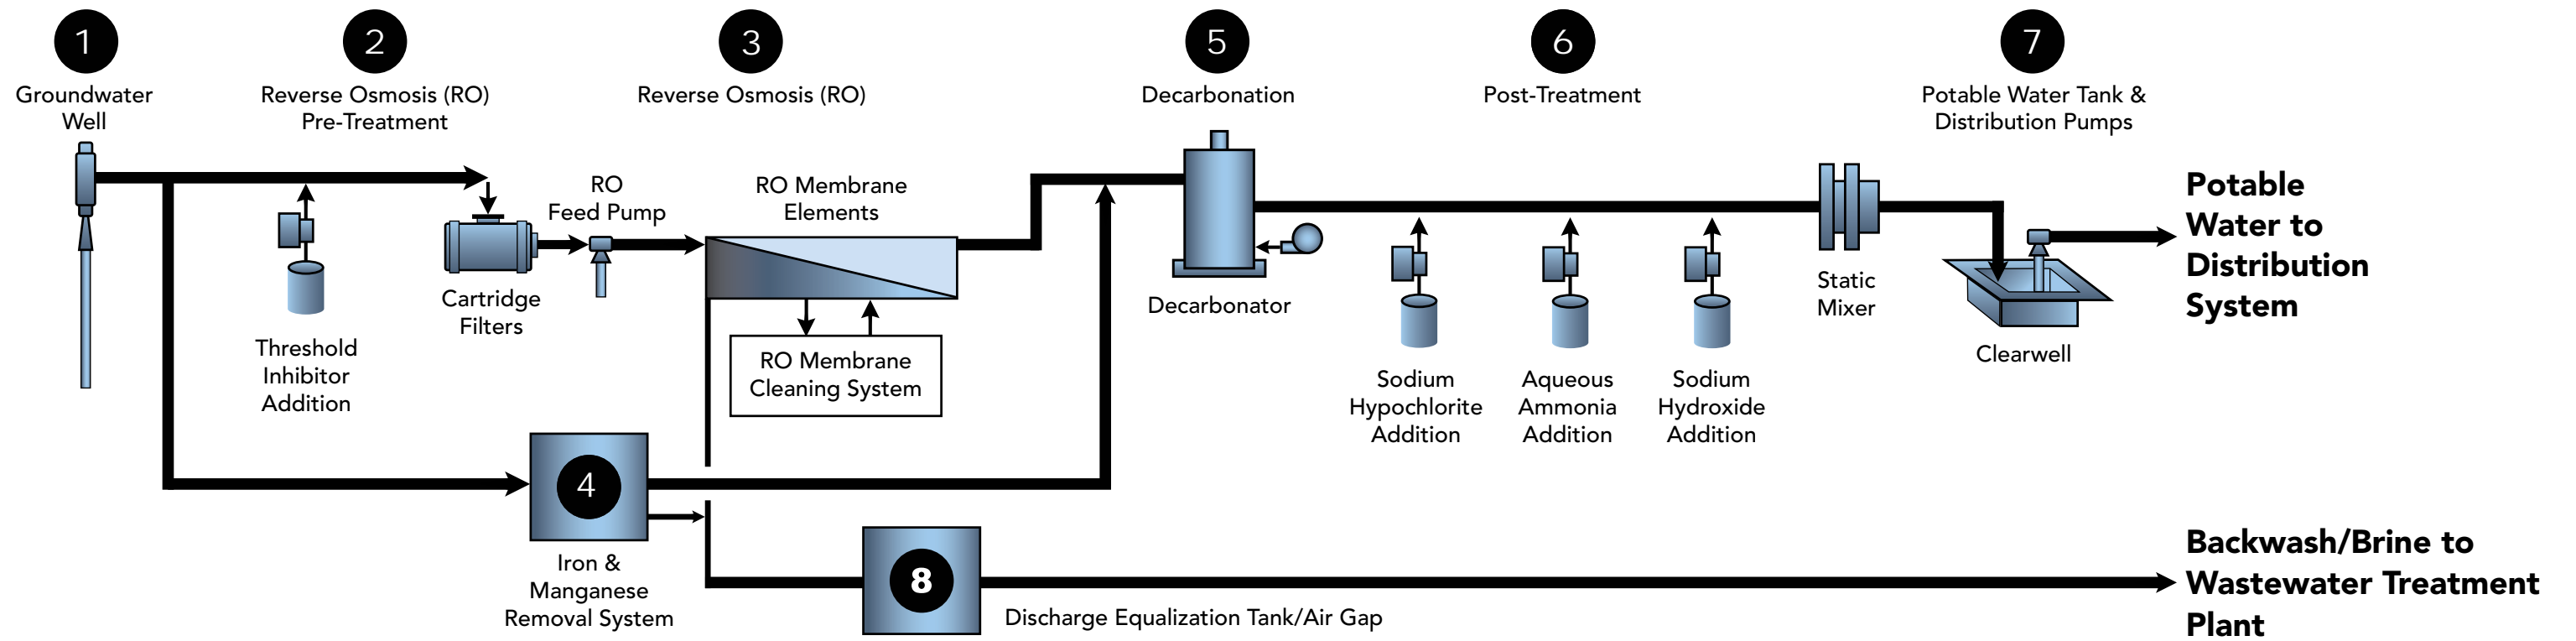 1
Groundwater
Well
2
Reverse Osmosis (RO)
Pre-Treatment
3
Reverse Osmosis (RO)
5
Decarbonation
6
Post-Treatment
7
Potable Water Tank &
Distribution Pumps
RO
Feed Pump
RO Membrane
Elements
Cartridge
Filters
Threshold
Inhibitor
Addition
RO Membrane
Cleaning System
Decarbonator
Sodium
Hypochlorite
Addition
Aqueous
Ammonia
Addition
Sodium
Hydroxide
Addition
Static
Mixer
Clearwell
Potable
Water to
Distribution
System
4
Iron &
Manganese
Removal System
8
Discharge Equalization Tank/Air Gap
Backwash/Brine to
Wastewater Treatment
Plant